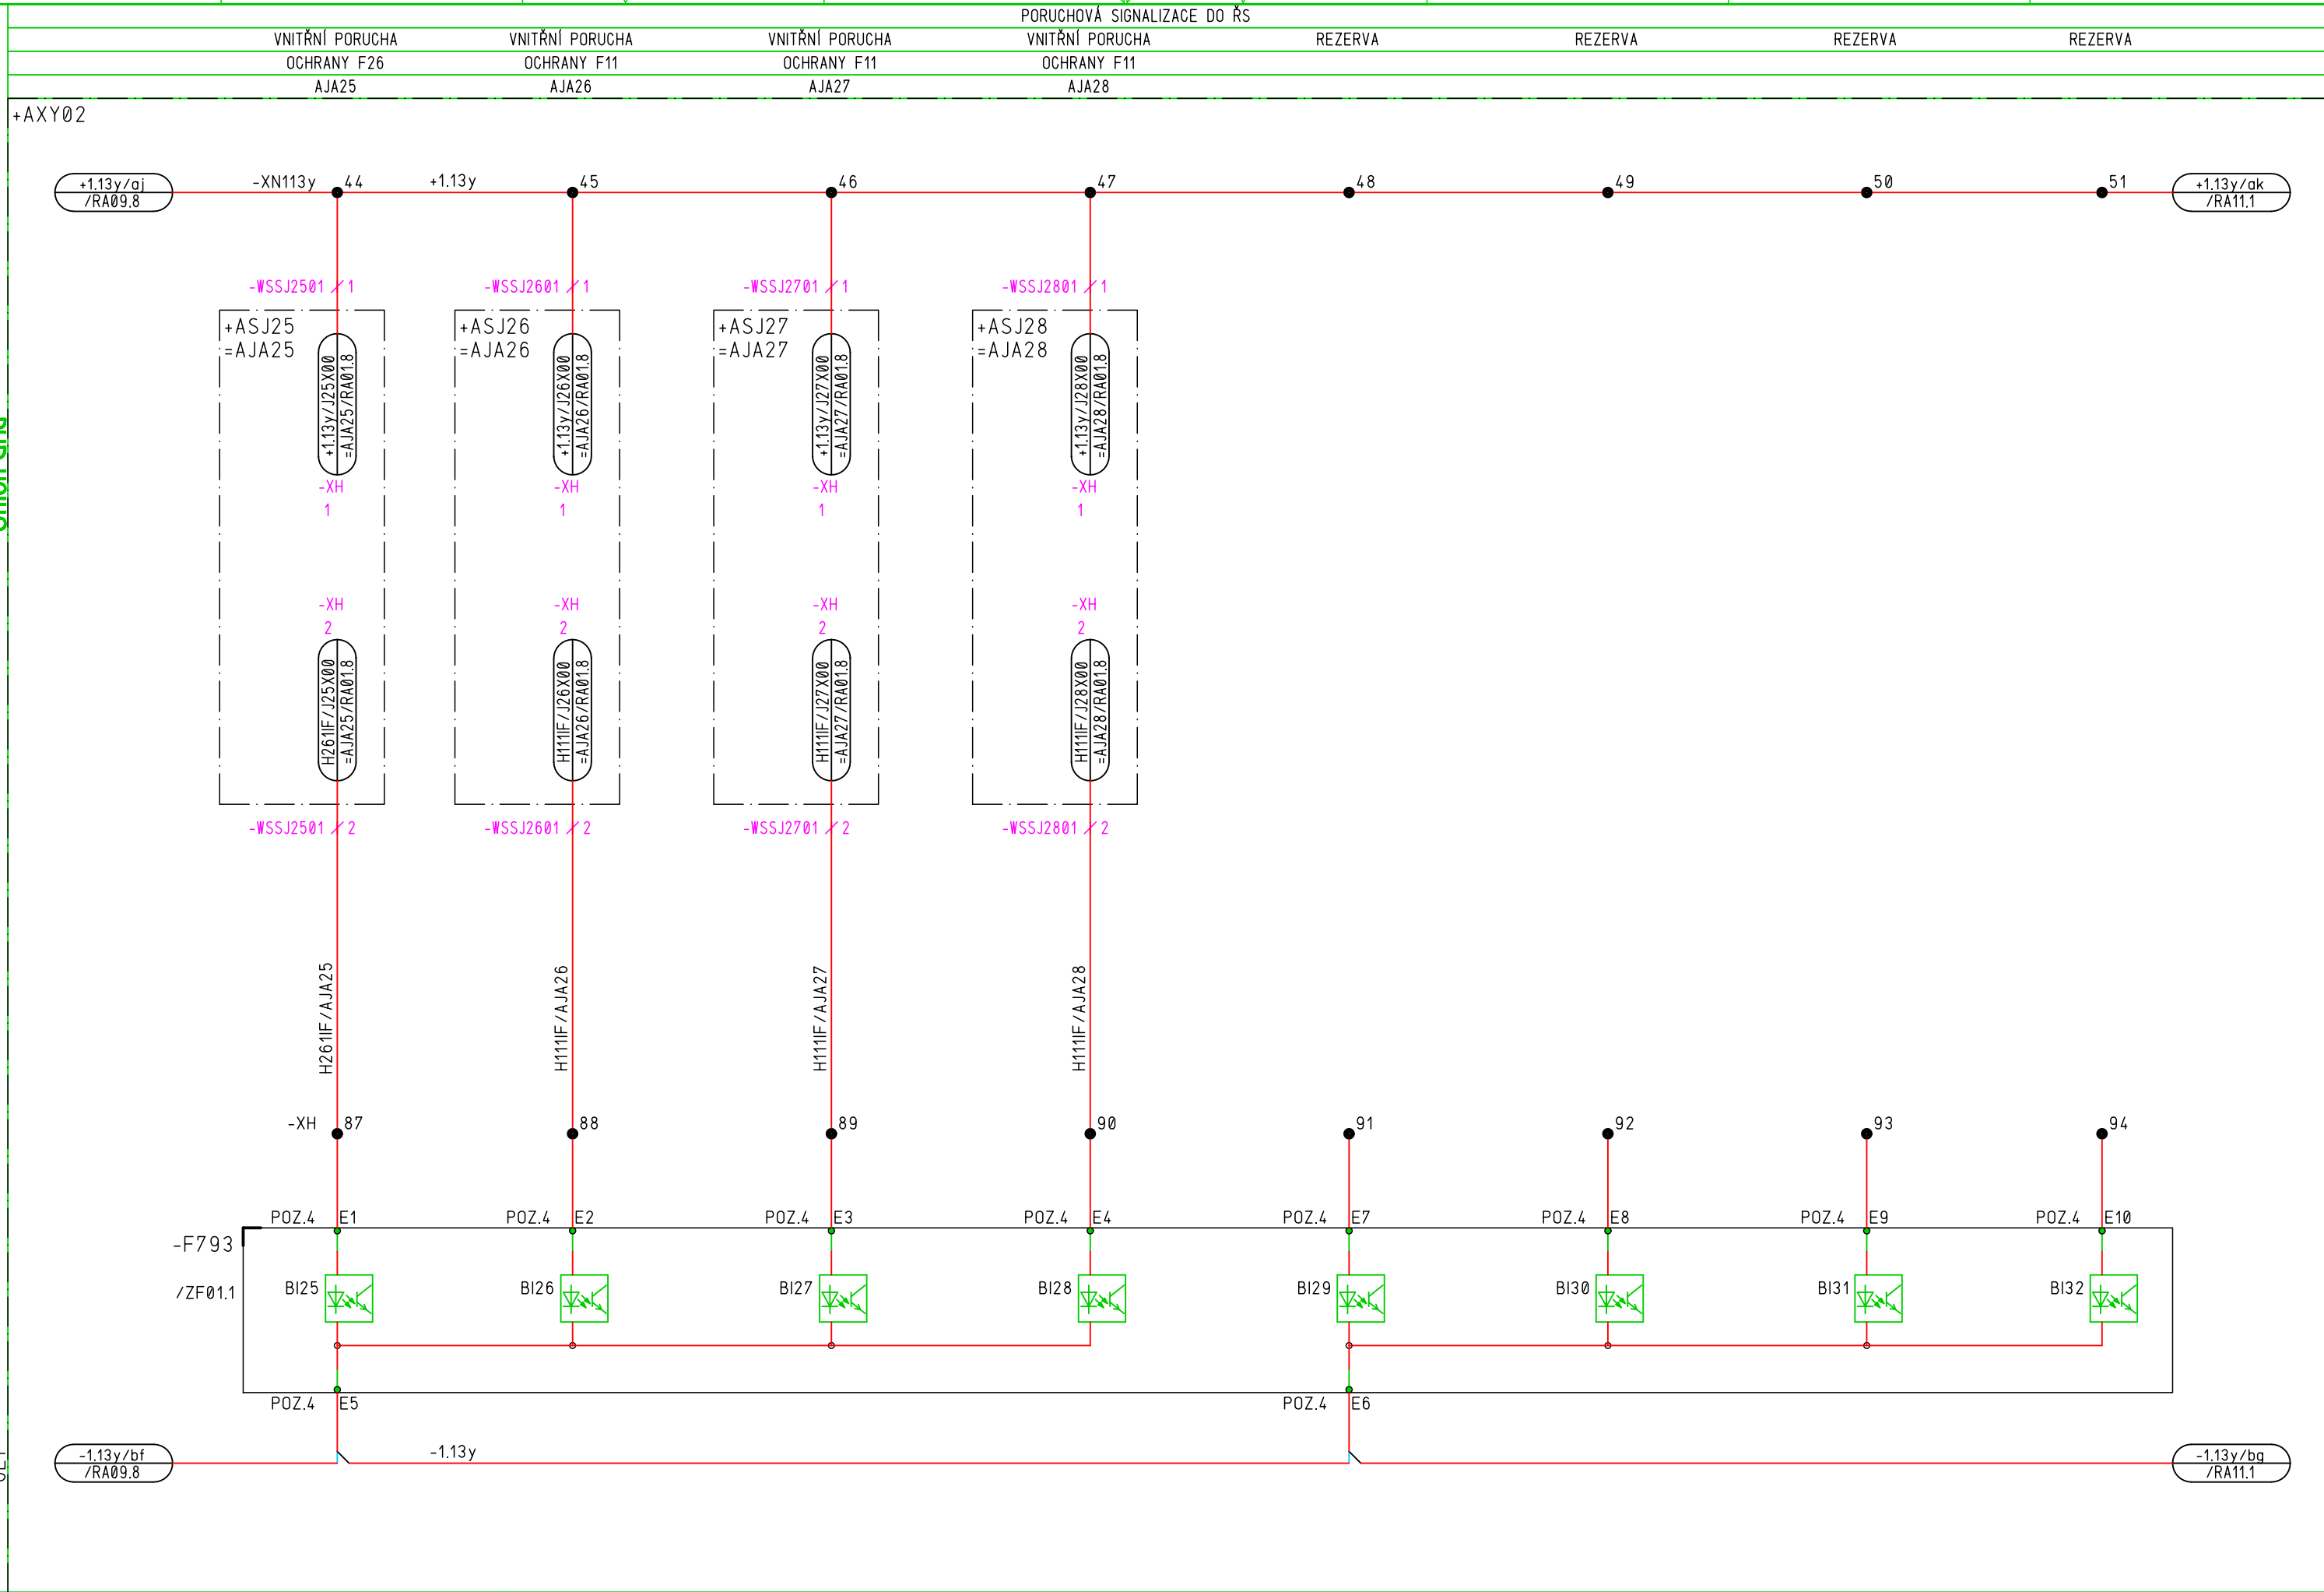 PORUCHOVÁ SIGNALIZACE DO ŘS
VNITŘNÍ PORUCHA VNITŘNÍ PORUCHA VNITŘNÍ PORUCHA VNITŘNÍ PORUCHA REZERVA REZERVA REZERVA REZERVA
OCHRANY F26 OCHRANY F11 OCHRANY F11 OCHRANY F11
AJA25 AJA26 AJA27 AJA28
+AXY02
+1.13y/aj -XN113y 44 +1.13y 45 46 47 48 49 50 51 +1.13y/ak
/RA09.8 /RA11.1
-WSSJ2501 1 -WSSJ2601 1 -WSSJ2701 1 -WSSJ2801 1
+ASJ25 +ASJ26 +ASJ27 +ASJ28
=AJA25 =AJA26 =AJA27 =AJA28
+1.13y/J25X00 +1.13y/J26X00 +1.13y/J27X00 +1.13y/J28X00
=AJA25/RA01.8 =AJA26/RA01.8 =AJA27/RA01.8 =AJA28/RA01.8
-XH -XH -XH -XH
1 1 1 1
-XH -XH -XH -XH
2 2 2 2
H261IF/J25X00 H111IF/J26X00 H111IF/J27X00 H111IF/J28X00
=AJA25/RA01.8 =AJA26/RA01.8 =AJA27/RA01.8 =AJA28/RA01.8
-WSSJ2501 2 -WSSJ2601 2 -WSSJ2701 2 -WSSJ2801 2
H261IF/AJA25 H111IF/AJA26 H111IF/AJA27 H111IF/AJA28
-XH 87 88 89 90 91 92 93 94
POZ.4 E1 POZ.4 E2 POZ.4 E3 POZ.4 E4 POZ.4 E7 POZ.4 E8 POZ.4 E9 POZ.4 E10
-F793
/ZF01.1 BI25 BI26 BI27 BI28 BI29 BI30 BI31 BI32
POZ.4 E5 POZ.4 E6
-1.13y/bf -1.13y -1.13y/bg
/RA09.8 /RA11.1